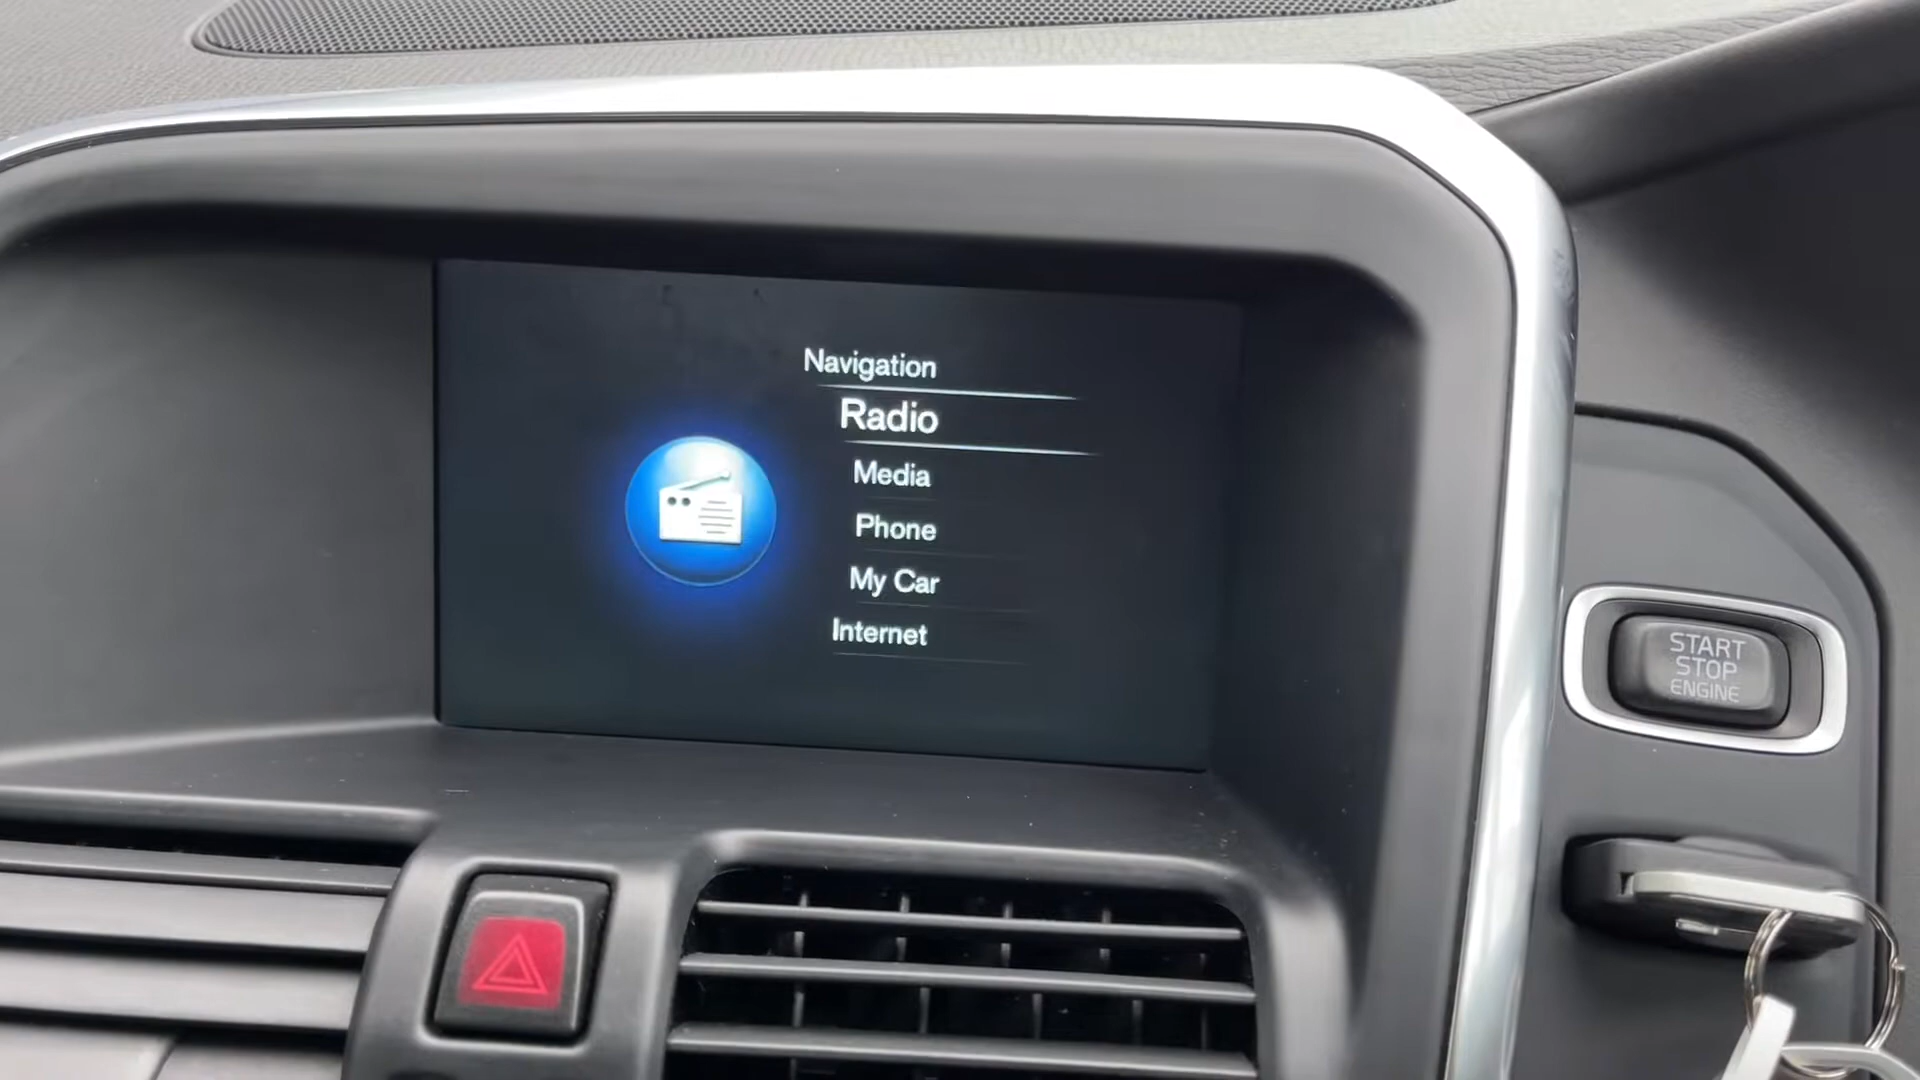 Navigation
Radio
Media
Phone
My Car
Internet
START
STOP
ENGINE